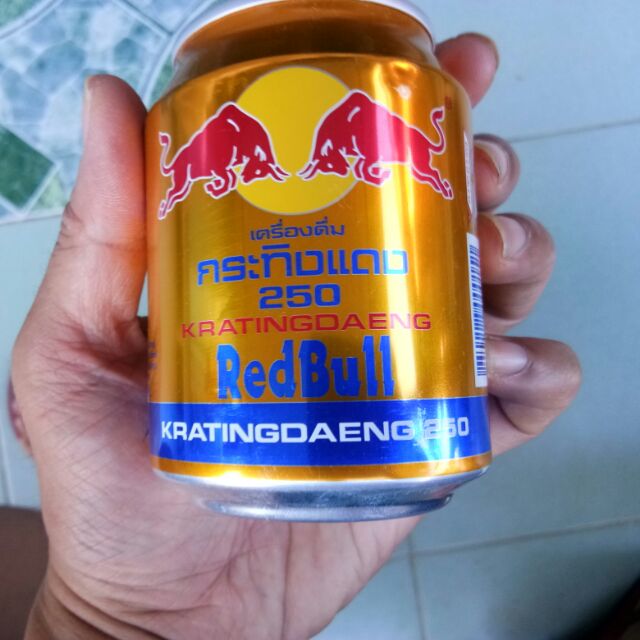 เครื่องดื่ม
กระทิงแดง
250
KRATINGDAENG
RedBull
KRATINGDAENG 250